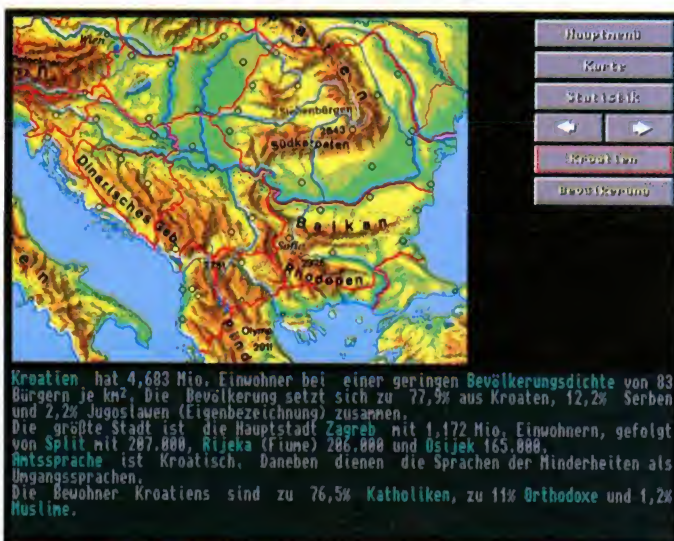 Wien
Hauptmenü
Karte
Statistik
Siebenbürgen
2543
Südkarpaten
Kroatien
Bevölkerung
Dinarisches Geb.
Balkan
Sofia
2925
Rhodopen
Pind
Olymp
2911
Kroatien hat 4,683 Mio. Einwohner bei einer geringen Bevölkerungsdichte von 83
Bürgern je km². Die Bevölkerung setzt sich zu 77,9% aus Kroaten, 12,2% Serben
und 2,2% Jugoslawen (Eigenbezeichnung) zusammen.
Die größte Stadt ist die Hauptstadt Zagreb mit 1,172 Mio. Einwohnern, gefolgt
von Split mit 207.000, Rijeka (Fiume) 206.000 und Osijek 165.000.
Amtssprache ist Kroatisch. Daneben dienen die Sprachen der Minderheiten als
Umgangssprachen.
Die Bewohner Kroatiens sind zu 76,5% Katholiken, zu 11% Orthodoxe und 1,2%
Muslime.